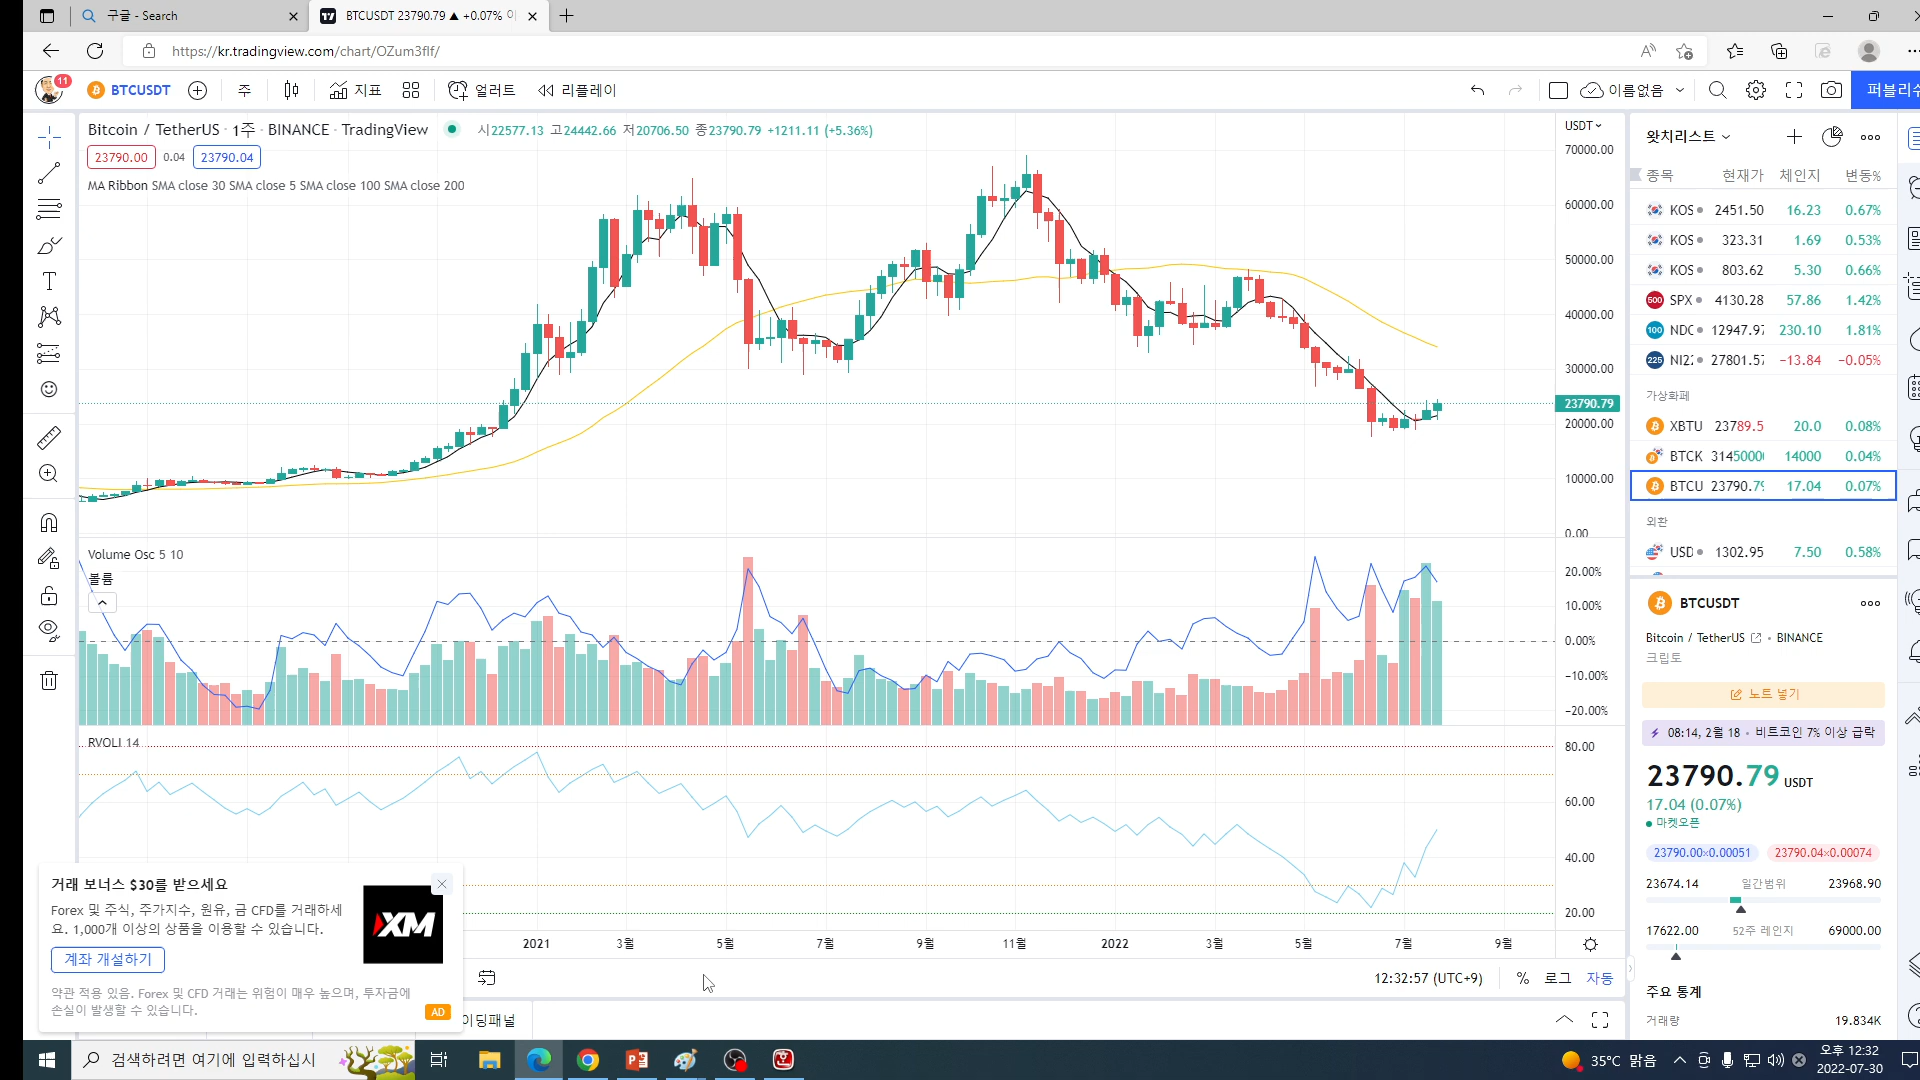 구글 - Search
BTCUSDT 23790.79 ▲ +0.07%
https://kr.tradingview.com/chart/OZum3flf/
11
BTCUSDT
주
지표
얼러트
리플레이
이름없음
퍼블리쉬
Bitcoin / TetherUS · 1주 · BINANCE · TradingView
시22577.13 고24442.66 저20706.50 종23790.79 +1211.11 (+5.36%)
23790.00 0.04 23790.04
MA Ribbon SMA close 30 SMA close 5 SMA close 100 SMA close 200
USDT
70000.00
60000.00
50000.00
40000.00
30000.00
23790.79
20000.00
10000.00
0.00
Volume Osc 5 10
볼륨
20.00%
10.00%
0.00%
−10.00%
−20.00%
RVOLI 14
80.00
60.00
40.00
20.00
2021
3월
5월
7월
9월
11월
2022
3월
5월
7월
9월
12:32:57 (UTC+9)
%
로그
자동
이딩패널
거래 보너스 $30를 받으세요
Forex 및 주식, 주가지수, 원유, 금 CFD를 거래하세
요. 1,000개 이상의 상품을 이용할 수 있습니다.
계좌 개설하기
약관 적용 있음. Forex 및 CFD 거래는 위험이 매우 높으며, 투자금에
손실이 발생할 수 있습니다.
XM
AD
왓치리스트
종목 현재가 체인지 변동%
KOS 2451.50 16.23 0.67%
KOS 323.31 1.69 0.53%
KOS 803.62 5.30 0.66%
500 SPX 4130.28 57.86 1.42%
100 NDC 12947.97 230.10 1.81%
225 NI22 27801.57 −13.84 −0.05%
가상화폐
XBTU 23789.5 20.0 0.08%
BTCK 31450000 14000 0.04%
BTCU 23790.79 17.04 0.07%
외환
USD 1302.95 7.50 0.58%
BTCUSDT
Bitcoin / TetherUS • BINANCE
크립토
노트 넣기
08:14, 2월 18 • 비트코인 7% 이상 급락
23790.79 USDT
17.04 (0.07%)
마켓오픈
23790.00×0.00051 23790.04×0.00074
23674.14 일간범위 23968.90
17622.00 52주 레인지 69000.00
주요 통계
거래량 19.834K
검색하려면 여기에 입력하십시
35℃ 맑음
오후 12:32
2022-07-30